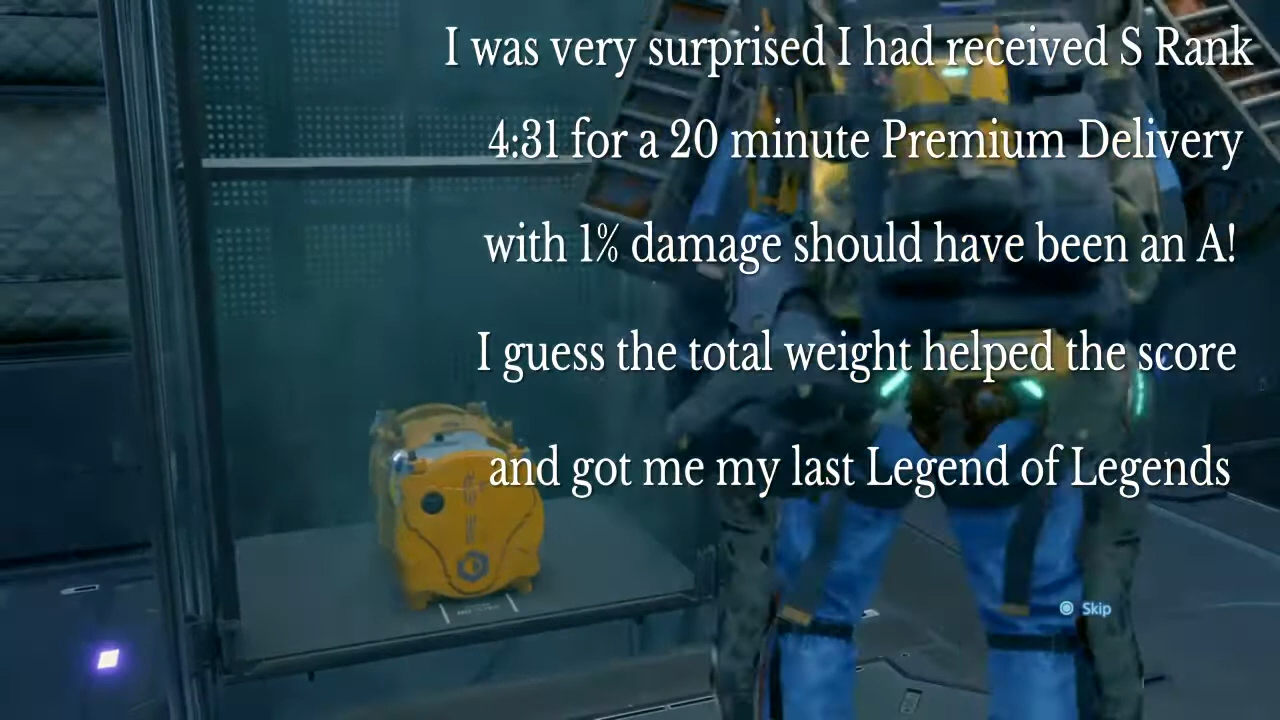 I was very surprised I had received S Rank
4:31 for a 20 minute Premium Delivery
with 1% damage should have been an A!
I guess the total weight helped the score
and got me my last Legend of Legends
Skip